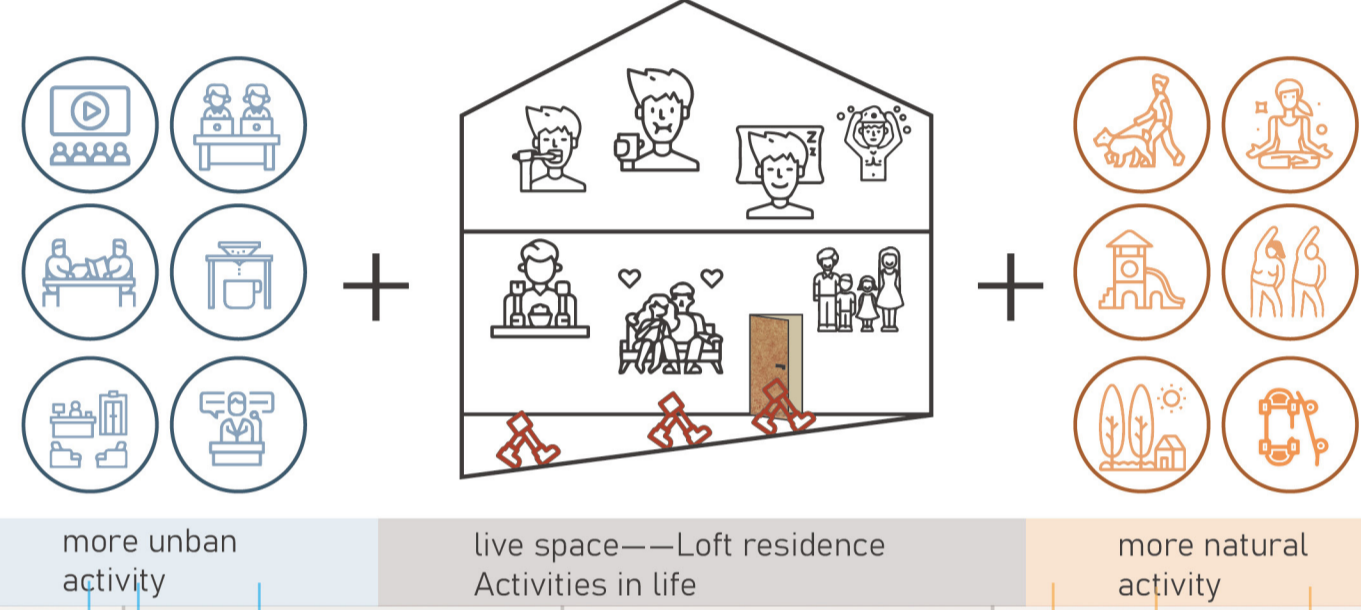 Z
Z
more unban
activity
live space——Loft residence
Activities in life
more natural
activity